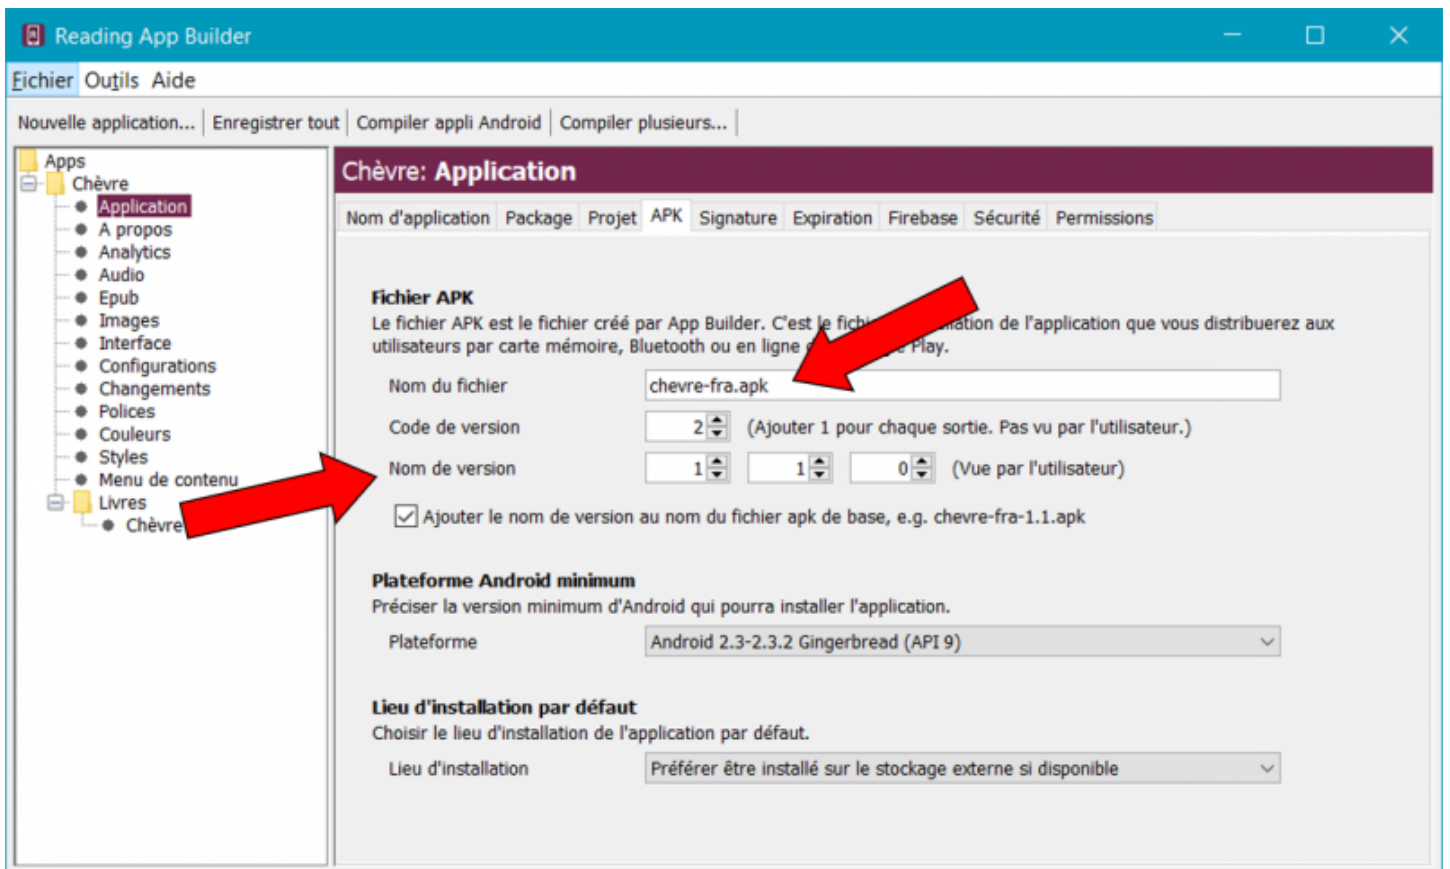 Reading App Builder
Fichier Outils Aide
Nouvelle application... Enregistrer tout Compiler appli Android Compiler plusieurs...
Apps
Chèvre
Application
A propos
Analytics
Audio
Epub
Images
Interface
Configurations
Changements
Polices
Couleurs
Styles
Menu de contenu
Livres
Chèvre
Chèvre: Application
Nom d'application Package Projet APK Signature Expiration Firebase Sécurité Permissions
Fichier APK
Le fichier APK est le fichier créé par App Builder. C'est le de l'application que vous distribuerez aux
utilisateurs par carte mémoire, Bluetooth ou en ligne Play.
Nom du fichier chevre-fra.apk
Code de version 2 (Ajouter 1 pour chaque sortie. Pas vu par l'utilisateur.)
Nom de version 1 1 0 (Vue par l'utilisateur)
Ajouter le nom de version au nom du fichier apk de base, e.g. chevre-fra-1.1.apk
Plateforme Android minimum
Préciser la version minimum d'Android qui pourra installer l'application.
Plateforme Android 2.3-2.3.2 Gingerbread (API 9)
Lieu d'installation par défaut
Choisir le lieu d'installation de l'application par défaut.
Lieu d'installation Préférer être installé sur le stockage externe si disponible